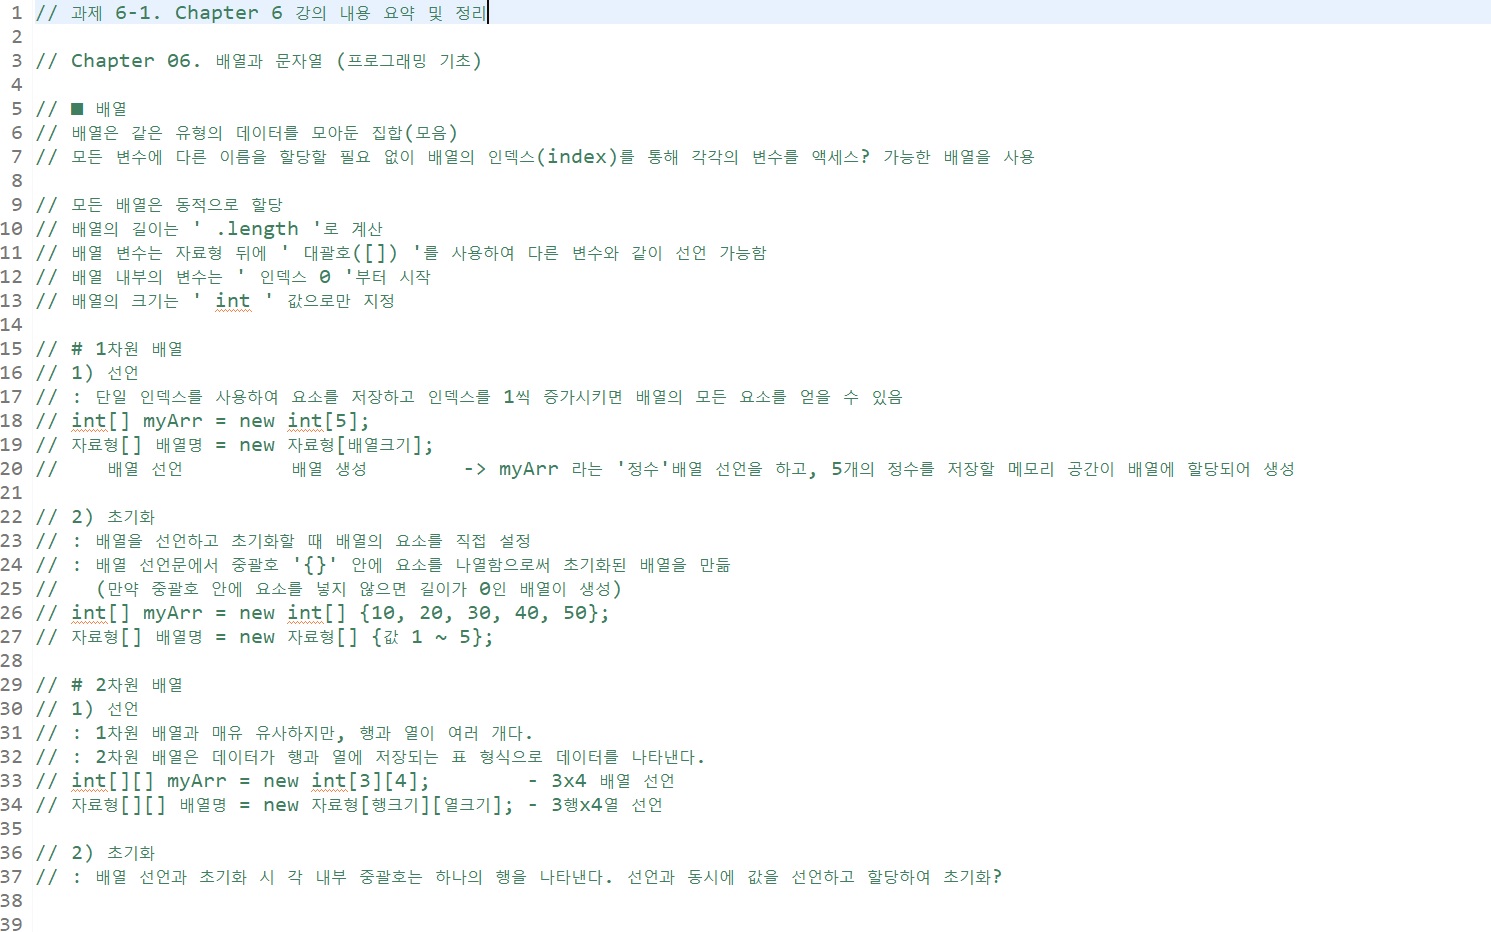 1 // 과제 6-1. Chapter 6 강의 내용 요약 및 정리
2
3 // Chapter 06. 배열과 문자열 (프로그래밍 기초)
4
5 // ■ 배열
6 // 배열은 같은 유형의 데이터를 모아둔 집합(모음)
7 // 모든 변수에 다른 이름을 할당할 필요 없이 배열의 인덱스(index)를 통해 각각의 변수를 액세스? 가능한 배열을 사용
8
9 // 모든 배열은 동적으로 할당
10 // 배열의 길이는 ' .length '로 계산
11 // 배열 변수는 자료형 뒤에 ' 대괄호([]) '를 사용하여 다른 변수와 같이 선언 가능함
12 // 배열 내부의 변수는 ' 인덱스 0 '부터 시작
13 // 배열의 크기는 ' int ' 값으로만 지정
14
15 // # 1차원 배열
16 // 1) 선언
17 // : 단일 인덱스를 사용하여 요소를 저장하고 인덱스를 1씩 증가시키면 배열의 모든 요소를 얻을 수 있음
18 // int[] myArr = new int[5];
19 // 자료형[] 배열명 = new 자료형[배열크기];
20 //    배열 선언         배열 생성        -> myArr 라는 '정수'배열 선언을 하고, 5개의 정수를 저장할 메모리 공간이 배열에 할당되어 생성
21
22 // 2) 초기화
23 // : 배열을 선언하고 초기화할 때 배열의 요소를 직접 설정
24 // : 배열 선언문에서 중괄호 '{}' 안에 요소를 나열함으로써 초기화된 배열을 만듦
25 //   (만약 중괄호 안에 요소를 넣지 않으면 길이가 0인 배열이 생성)
26 // int[] myArr = new int[] {10, 20, 30, 40, 50};
27 // 자료형[] 배열명 = new 자료형[] {값 1 ~ 5};
28
29 // # 2차원 배열
30 // 1) 선언
31 // : 1차원 배열과 매유 유사하지만, 행과 열이 여러 개다.
32 // : 2차원 배열은 데이터가 행과 열에 저장되는 표 형식으로 데이터를 나타낸다.
33 // int[][] myArr = new int[3][4];        - 3x4 배열 선언
34 // 자료형[][] 배열명 = new 자료형[행크기][열크기]; - 3행x4열 선언
35
36 // 2) 초기화
37 // : 배열 선언과 초기화 시 각 내부 중괄호는 하나의 행을 나타낸다. 선언과 동시에 값을 선언하고 할당하여 초기화?
38
39